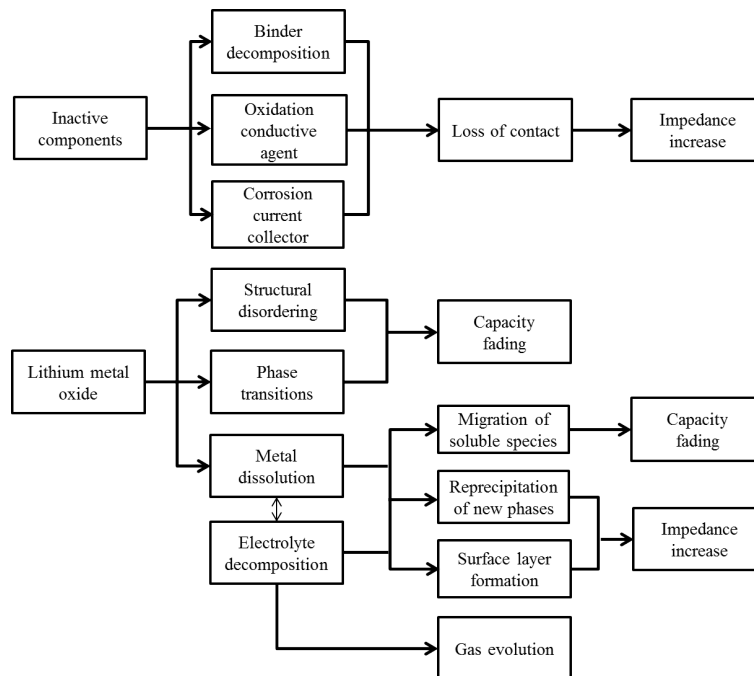 Binder
decomposition
Inactive
components
Oxidation
conductive
agent
Loss of contact
Impedance
increase
Corrosion
current
collector
Structural
disordering
Capacity
fading
Lithium metal
oxide
Phase
transitions
Metal
dissolution
Migration of
soluble species
Capacity
fading
Reprecipitation
of new phases
Electrolyte
decomposition
Surface layer
formation
Impedance
increase
Gas evolution